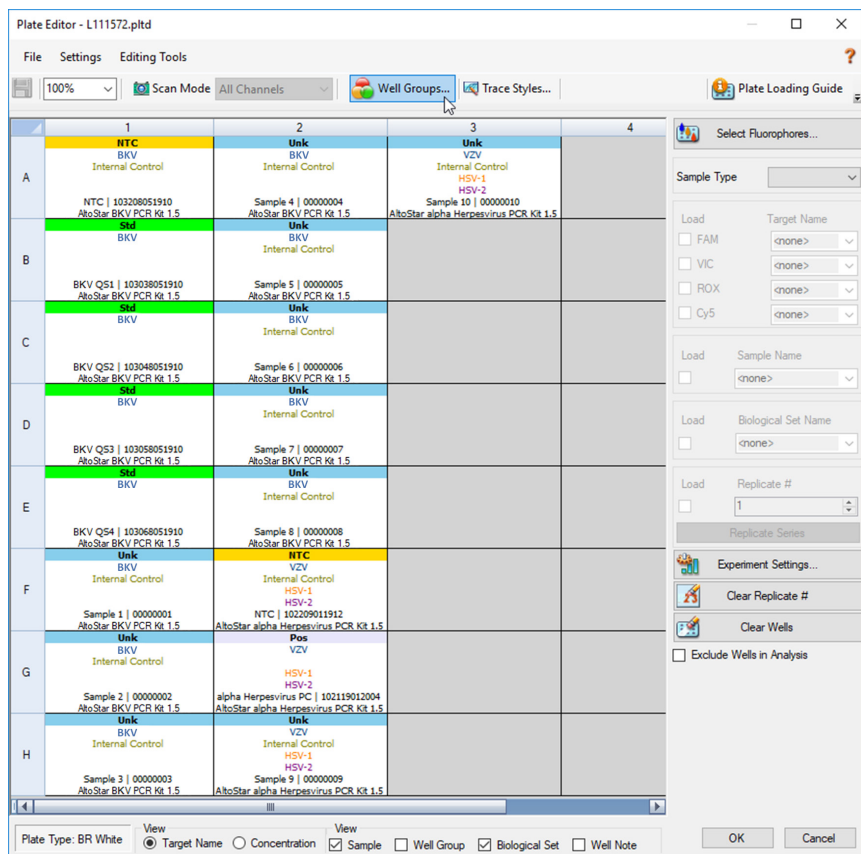 Plate Editor - L111572.pltd
File Settings Editing Tools
?
100% Scan Mode All Channels Well Groups... Trace Styles... Plate Loading Guide
1 2 3 4
A
NTC
BKV
Internal Control
NTC | 103208051910
AltoStar BKV PCR Kit 1.5
Unk
BKV
Internal Control
Sample 4 | 00000004
AltoStar BKV PCR Kit 1.5
Unk
VZV
Internal Control
HSV-1
HSV-2
Sample 10 | 00000010
AltoStar alpha Herpesvirus PCR Kit 1.5
B
Std
BKV
BKV QS1 | 103038051910
AltoStar BKV PCR Kit 1.5
Unk
BKV
Internal Control
Sample 5 | 00000005
AltoStar BKV PCR Kit 1.5
C
Std
BKV
BKV QS2 | 103048051910
AltoStar BKV PCR Kit 1.5
Unk
BKV
Internal Control
Sample 6 | 00000006
AltoStar BKV PCR Kit 1.5
D
Std
BKV
BKV QS3 | 103058051910
AltoStar BKV PCR Kit 1.5
Unk
BKV
Internal Control
Sample 7 | 00000007
AltoStar BKV PCR Kit 1.5
E
Std
BKV
BKV QS4 | 103068051910
AltoStar BKV PCR Kit 1.5
Unk
BKV
Internal Control
Sample 8 | 00000008
AltoStar BKV PCR Kit 1.5
F
Unk
BKV
Internal Control
Sample 1 | 00000001
AltoStar BKV PCR Kit 1.5
NTC
VZV
Internal Control
HSV-1
HSV-2
NTC | 102209011912
AltoStar alpha Herpesvirus PCR Kit 1.5
G
Unk
BKV
Internal Control
Sample 2 | 00000002
AltoStar BKV PCR Kit 1.5
Pos
VZV
HSV-1
HSV-2
alpha Herpesvirus PC | 102119012004
AltoStar alpha Herpesvirus PCR Kit 1.5
H
Unk
BKV
Internal Control
Sample 3 | 00000003
AltoStar BKV PCR Kit 1.5
Unk
VZV
Internal Control
HSV-1
HSV-2
Sample 9 | 00000009
AltoStar alpha Herpesvirus PCR Kit 1.5
Select Fluorophores...
Sample Type
Load Target Name
FAM <none>
VIC <none>
ROX <none>
Cy5 <none>
Load Sample Name
<none>
Load Biological Set Name
<none>
Load Replicate #
1
Replicate Series
Experiment Settings...
Clear Replicate #
Clear Wells
Exclude Wells in Analysis
Plate Type: BR White
View
Target Name Concentration
View
Sample Well Group Biological Set Well Note
OK Cancel